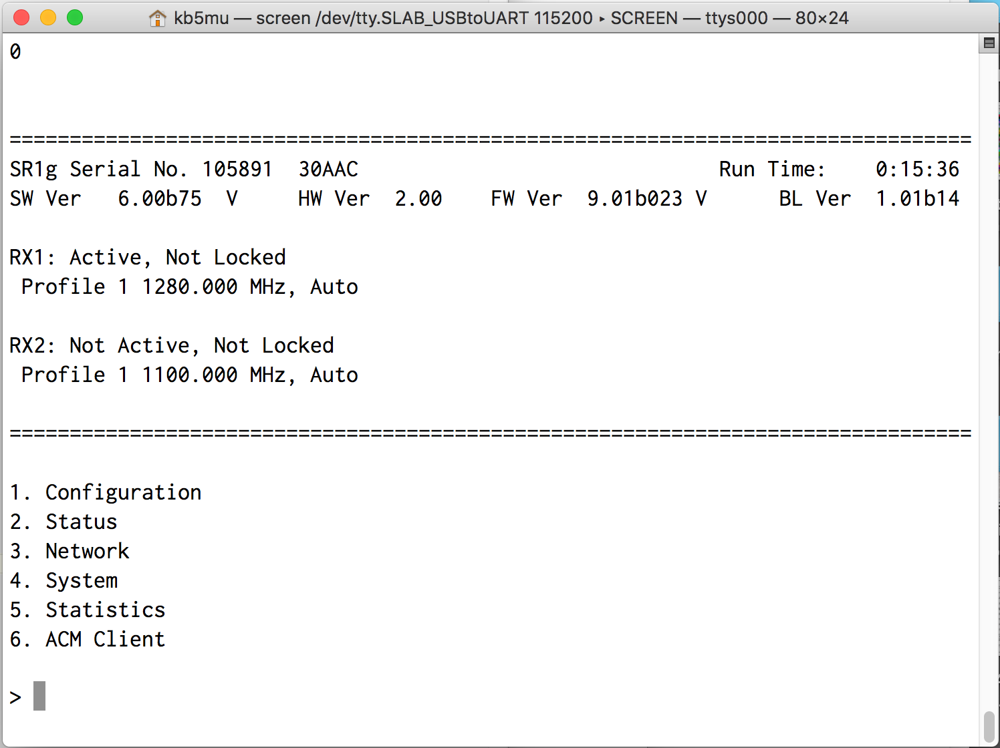 kb5mu — screen /dev/tty.SLAB_USBtoUART 115200 ▸ SCREEN — ttys000 — 80×24
0
================================================================================
SR1g Serial No. 105891  30AAC                              Run Time:    0:15:36
SW Ver   6.00b75  V     HW Ver  2.00    FW Ver  9.01b023 V      BL Ver  1.01b14
RX1: Active, Not Locked
 Profile 1 1280.000 MHz, Auto
RX2: Not Active, Not Locked
 Profile 1 1100.000 MHz, Auto
================================================================================
1. Configuration
2. Status
3. Network
4. System
5. Statistics
6. ACM Client
>